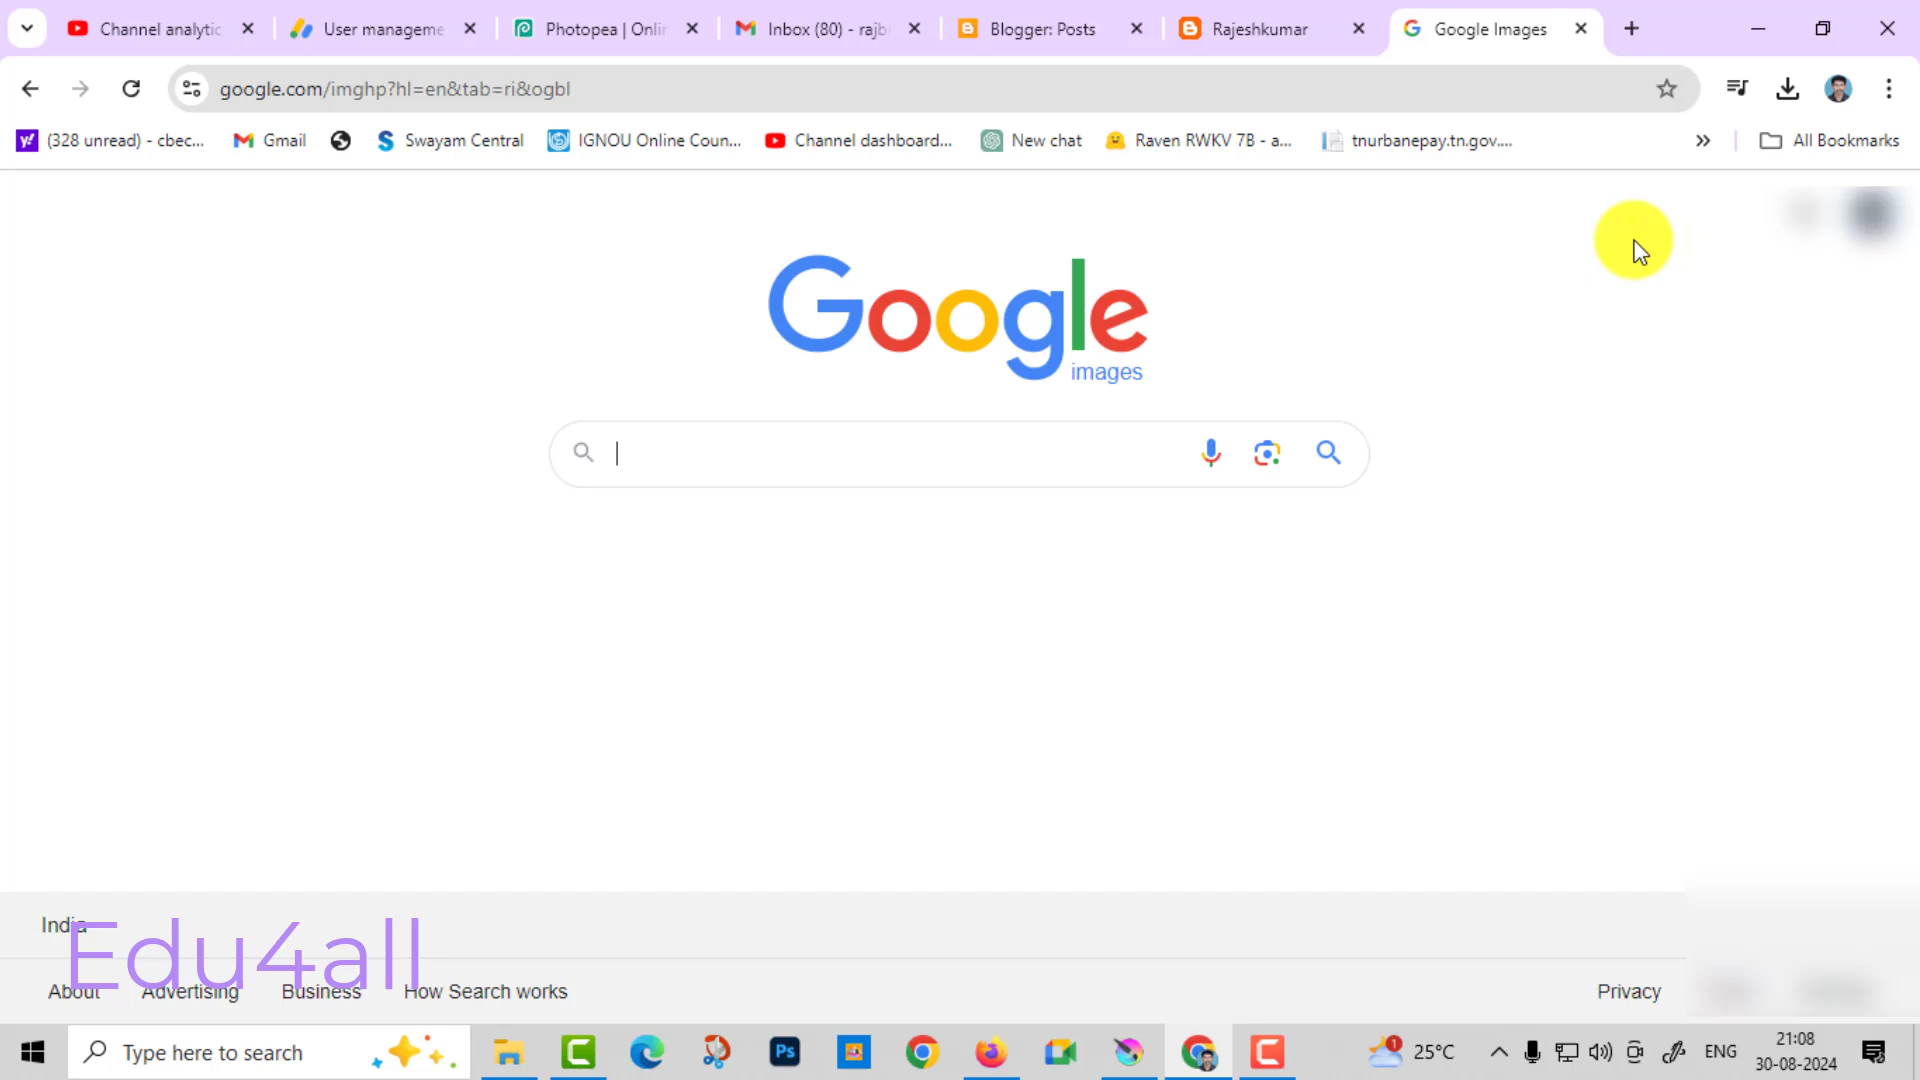 Channel analytic
User manageme
Photopea | Onlin
Inbox (80) - rajb
Blogger: Posts
Rajeshkumar
Google Images
google.com/imghp?hl=en&tab=ri&ogbl
(328 unread) - cbec...
Gmail
Swayam Central
IGNOU Online Coun...
Channel dashboard...
New chat
Raven RWKV 7B - a...
tnurbanepay.tn.gov....
All Bookmarks
Google
images
India
Edu4all
About
Advertising
Business
How Search works
Privacy
Type here to search
Ps
1
25°C
ENG
21:08
30-08-2024